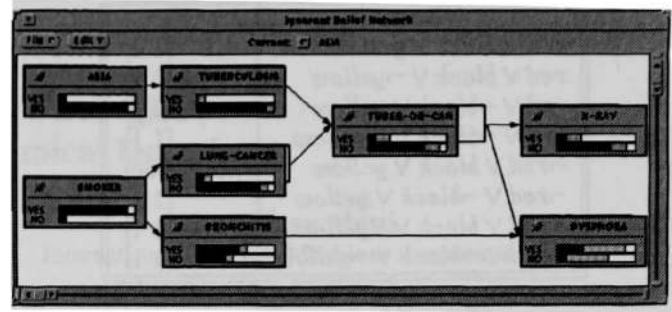 Ignorant Belief Network
File Edit
Current: ASIA
ASIA
YES
NO
TUBERCULOSIS
YES
NO
TUBER-OR-CAN
YES
NO
X-RAY
YES
NO
LUNG-CANCER
YES
NO
SMOKER
YES
NO
BRONCHITIS
YES
NO
DYSPNOEA
YES
NO